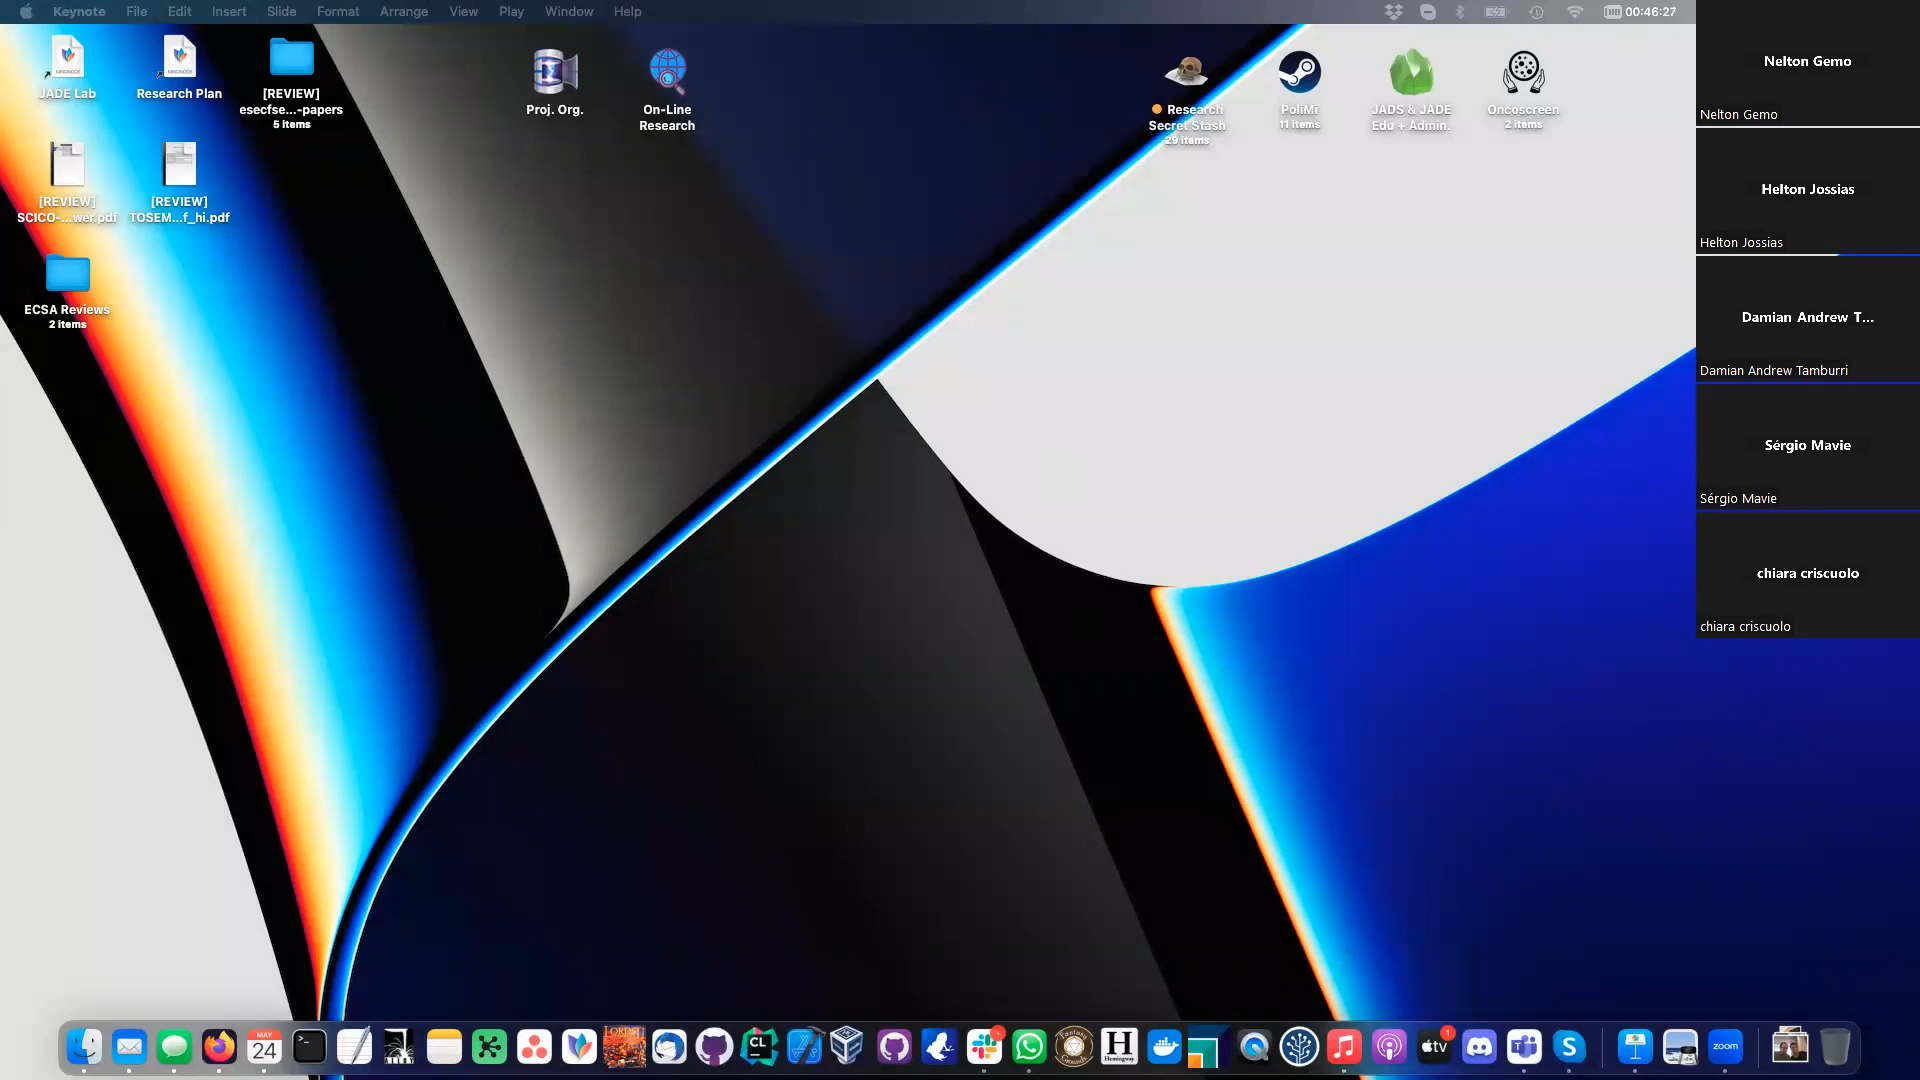 Keynote File Edit Insert Slide Format Arrange View Play Window Help
00:46:27
JADE Lab
Research Plan
[REVIEW]
esecfse...-papers
5 items
Proj. Org.
On-Line
Research
Research
Secret Stash
29 items
PoliMi
11 items
JADS & JADE
Edu + Admin.
Oncoscreen
2 items
[REVIEW]
SCICO-...wer.pdf
[REVIEW]
TOSEM...f_hi.pdf
ECSA Reviews
2 items
Nelton Gemo
Nelton Gemo
Helton Jossias
Helton Jossias
Damian Andrew T...
Damian Andrew Tamburri
Sérgio Mavie
Sérgio Mavie
chiara criscuolo
chiara criscuolo
MAY
24
CL
H
Hemingway
tv
1
zoom